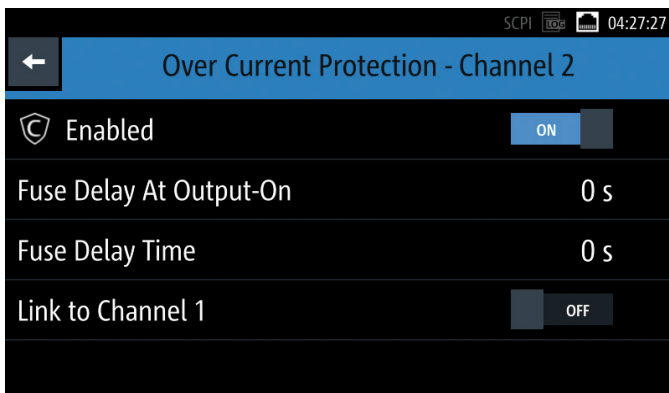 SCPI LOG 04:27:27
Over Current Protection - Channel 2
C Enabled ON
Fuse Delay At Output-On 0 s
Fuse Delay Time 0 s
Link to Channel 1 OFF